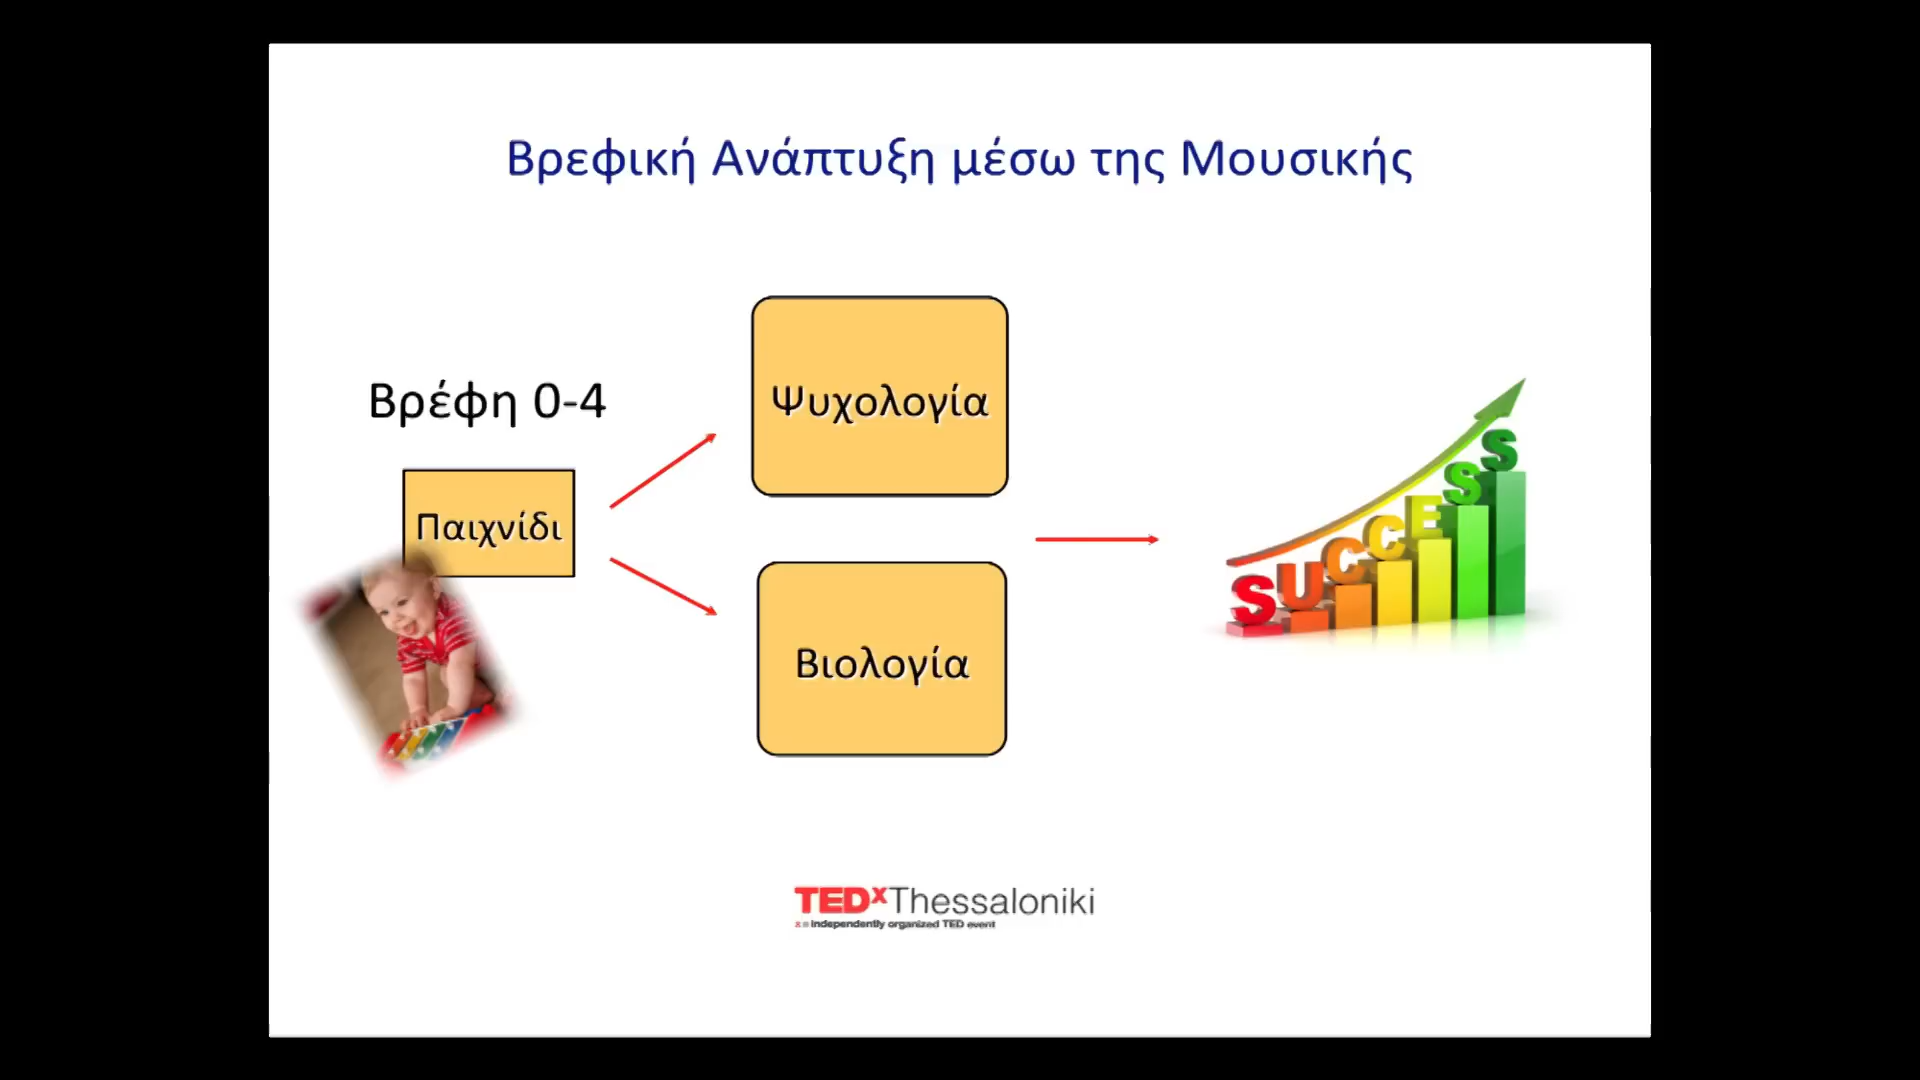 Βρεφική Ανάπτυξη μέσω της Μουσικής
Βρέφη 0-4
Παιχνίδι
Ψυχολογία
Βιολογία
SUCCESS
TEDxThessaloniki
x = independently organized TED event